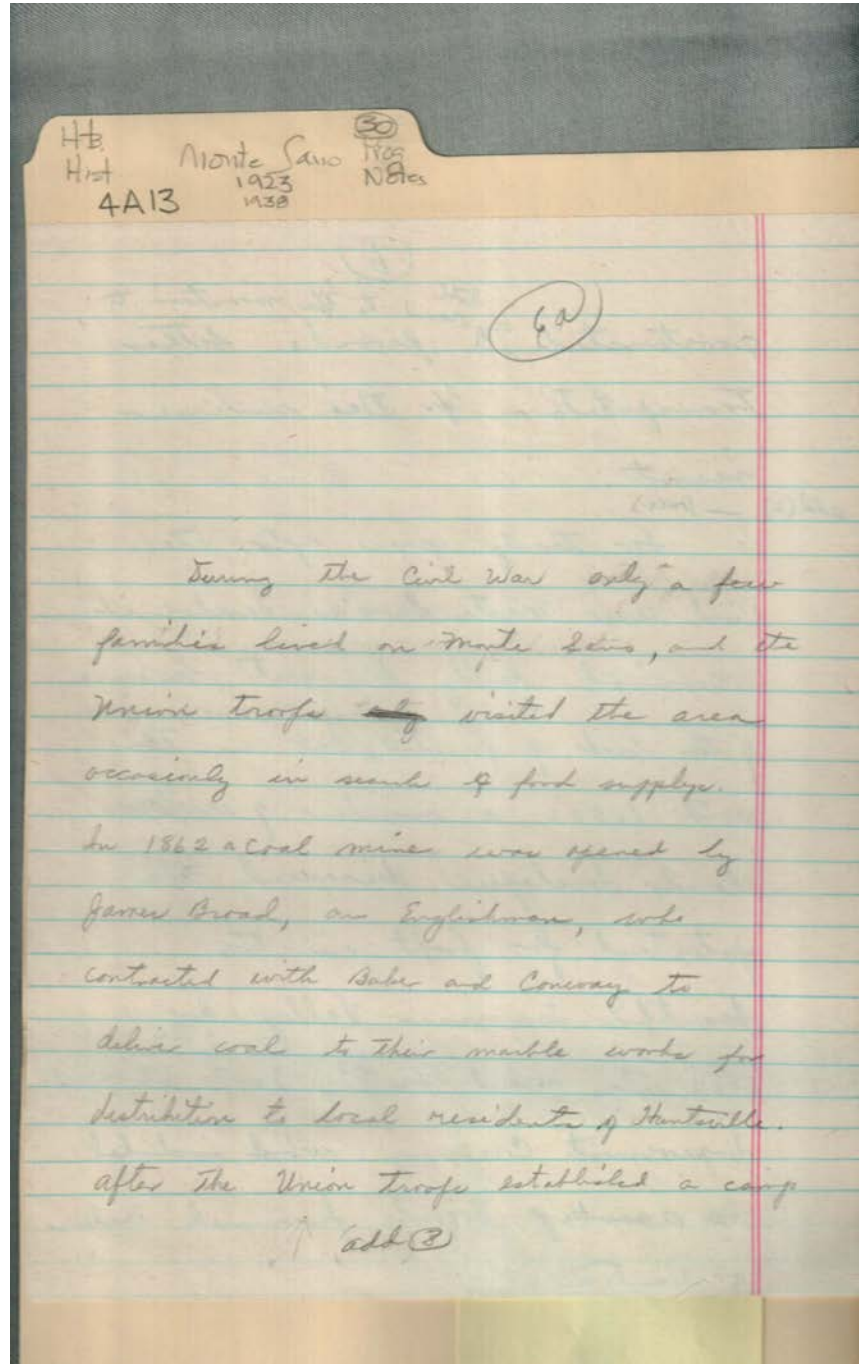 Htb.
Hist
Monte Sano
1923
1938
30
Notes
4A13
6a
During the Civil War only a few
families lived on Monte Sano, and the
Union troops visited the area
occasionly in search of food supplys.
In 1862 a coal mine was opened by
James Broad, an Englishman, who
contracted with Baker and Conway to
deliver coal to their marble works for
distribution to local residents of Huntsville.
after the Union troops established a camp
add 3